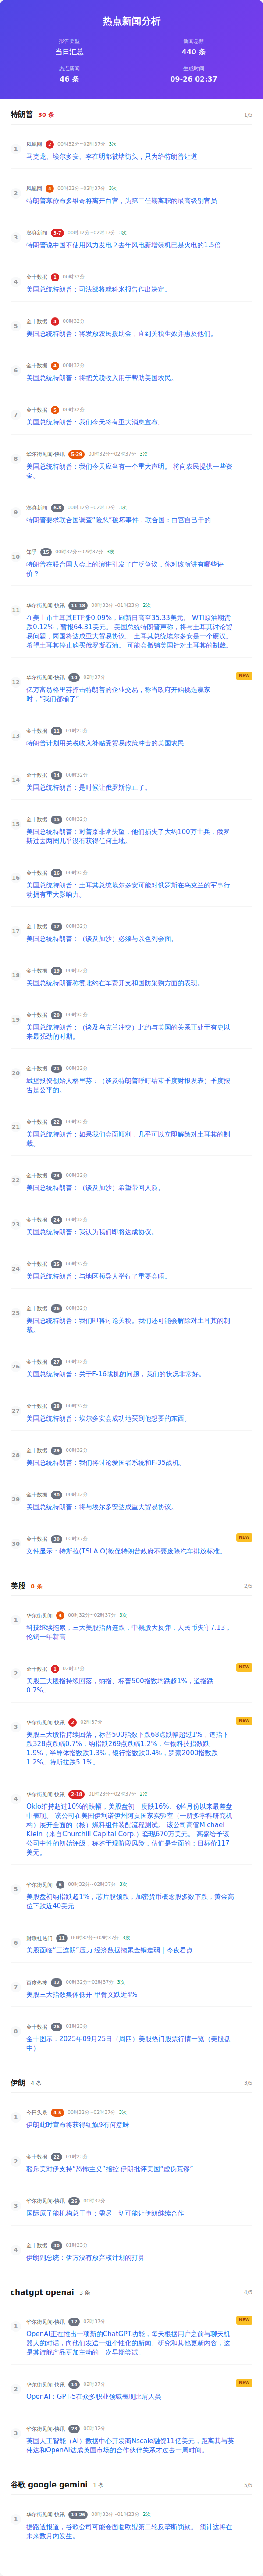 热点新闻分析
报告类型
当日汇总
新闻总数
440 条
热点新闻
46 条
生成时间
09-26 02:37
特朗普 30 条 1/5
1
凤凰网 2 00时32分~02时37分 3次
马克龙、埃尔多安、李在明都被堵街头，只为给特朗普让道
2
凤凰网 4 00时32分~02时37分 3次
特朗普幕僚布多维奇将离开白宫，为第二任期离职的最高级别官员
3
澎湃新闻 3-7 00时32分~02时37分 3次
特朗普说中国不使用风力发电？去年风电新增装机已是火电的1.5倍
4
金十数据 1 00时32分
美国总统特朗普：司法部将就科米报告作出决定。
5
金十数据 3 00时32分
美国总统特朗普：将发放农民援助金，直到关税生效并惠及他们。
6
金十数据 4 00时32分
美国总统特朗普：将把关税收入用于帮助美国农民。
7
金十数据 5 00时32分
美国总统特朗普：我们今天将有重大消息宣布。
8
华尔街见闻-快讯 5-29 00时32分~02时37分 3次
美国总统特朗普：我们今天应当有一个重大声明。 将向农民提供一些资
金。
9
澎湃新闻 6-8 00时32分~02时37分 3次
特朗普要求联合国调查“险恶”破坏事件，联合国：白宫自己干的
10
知乎 15 00时32分~02时37分 3次
特朗普在联合国大会上的演讲引发了广泛争议，你对该演讲有哪些评
价？
11
华尔街见闻-快讯 11-18 00时32分~01时23分 2次
在美上市土耳其ETF涨0.09%，刷新日高至35.33美元。 WTI原油期货
涨0.12%，暂报64.31美元。 美国总统特朗普声称，将与土耳其讨论贸
易问题，两国将达成重大贸易协议。 土耳其总统埃尔多安是一个硬汉。
希望土耳其停止购买俄罗斯石油。 可能会撤销美国针对土耳其的制裁。
12
华尔街见闻-快讯 10 02时37分
NEW
亿万富翁格里芬抨击特朗普的企业交易，称当政府开始挑选赢家
时，“我们都输了”
13
金十数据 11 01时23分
特朗普计划用关税收入补贴受贸易政策冲击的美国农民
14
金十数据 14 00时32分
美国总统特朗普：是时候让俄罗斯停止了。
15
金十数据 15 00时32分
美国总统特朗普：对普京非常失望，他们损失了大约100万士兵，俄罗
斯过去两周几乎没有获得任何土地。
16
金十数据 16 00时32分
美国总统特朗普：土耳其总统埃尔多安可能对俄罗斯在乌克兰的军事行
动拥有重大影响力。
17
金十数据 17 00时32分
美国总统特朗普：（谈及加沙）必须与以色列会面。
18
金十数据 19 00时32分
美国总统特朗普称赞北约在军费开支和国防采购方面的表现。
19
金十数据 20 00时32分
美国总统特朗普：（谈及乌克兰冲突）北约与美国的关系正处于有史以
来最强劲的时期。
20
金十数据 21 00时32分
城堡投资创始人格里芬：（谈及特朗普呼吁结束季度财报发表）季度报
告是公平的。
21
金十数据 22 00时32分
美国总统特朗普：如果我们会面顺利，几乎可以立即解除对土耳其的制
裁。
22
金十数据 23 00时32分
美国总统特朗普：（谈及加沙）希望带回人质。
23
金十数据 24 00时32分
美国总统特朗普：我认为我们即将达成协议。
24
金十数据 25 00时32分
美国总统特朗普：与地区领导人举行了重要会晤。
25
金十数据 26 00时32分
美国总统特朗普：我们即将讨论关税。我们还可能会解除对土耳其的制
裁。
26
金十数据 27 00时32分
美国总统特朗普：关于F-16战机的问题，我们的状况非常好。
27
金十数据 28 00时32分
美国总统特朗普：埃尔多安会成功地买到他想要的东西。
28
金十数据 29 00时32分
美国总统特朗普：我们将讨论爱国者系统和F-35战机。
29
金十数据 30 00时32分
美国总统特朗普：将与埃尔多安达成重大贸易协议。
30
金十数据 30 02时37分
NEW
文件显示：特斯拉(TSLA.O)敦促特朗普政府不要废除汽车排放标准。
美股 8 条 2/5
1
华尔街见闻 4 00时32分~02时37分 3次
科技继续拖累，三大美股指两连跌，中概股大反弹，人民币失守7.13，
伦铜一年新高
2
金十数据 1 02时37分
NEW
美股三大股指持续回落，纳指、标普500指数均跌超1%，道指跌
0.7%。
3
华尔街见闻-快讯 2 02时37分
NEW
美股三大股指持续回落，标普500指数下跌68点跌幅超过1%，道指下
跌328点跌幅0.7%，纳指跌269点跌幅1.2%，生物科技指数跌
1.9%，半导体指数跌1.3%，银行指数跌0.4%，罗素2000指数跌
1.2%。特斯拉跌5.1%。
4
华尔街见闻-快讯 2-18 01时23分~02时37分 2次
Oklo维持超过10%的跌幅，美股盘初一度跌16%、创4月份以来最差盘
中表现。 该公司在美国伊利诺伊州阿贡国家实验室（一所多学科研究机
构）展开全面的（核）燃料组件装配流程测试。 该公司高管Michael
Klein（来自Churchill Capital Corp.）套现670万美元。 高盛给予该
公司中性的初始评级，称鉴于现阶段风险，估值是全面的；目标价117
美元。
5
华尔街见闻 6 00时32分~02时37分 3次
美股盘初纳指跌超1%，芯片股领跌，加密货币概念股多数下跌，黄金高
位下跌近40美元
6
财联社热门 11 00时32分~02时37分 3次
美股面临“三连阴”压力 经济数据拖累金铜走弱 | 今夜看点
7
百度热搜 12 00时32分~02时37分 3次
美股三大指数集体低开 甲骨文跌近4%
8
金十数据 26 01时23分
金十图示：2025年09月25日（周四）美股热门股票行情一览（美股盘
中）
伊朗 4 条 3/5
1
今日头条 4-5 00时32分~02时37分 3次
伊朗此时宣布将获得红旗9有何意味
2
金十数据 21 01时23分
驳斥美对伊支持“恐怖主义”指控 伊朗批评美国“虚伪荒谬”
3
华尔街见闻-快讯 26 00时32分
国际原子能机构总干事：需尽一切可能让伊朗继续合作
4
金十数据 30 01时23分
伊朗副总统：伊方没有放弃核计划的打算
chatgpt openai 3 条 4/5
1
华尔街见闻-快讯 12 02时37分
NEW
OpenAI正在推出一项新的ChatGPT功能，每天根据用户之前与聊天机
器人的对话，向他们发送一组个性化的新闻、研究和其他更新内容，这
是其旗舰产品更加主动的一次早期尝试。
2
华尔街见闻-快讯 14 02时37分
NEW
OpenAI：GPT-5在众多职业领域表现比肩人类
3
华尔街见闻-快讯 28 00时32分
英国人工智能（AI）数据中心开发商Nscale融资11亿美元，距离其与英
伟达和OpenAI达成英国市场的合作伙伴关系才过去一周时间。
谷歌 google gemini 1 条 5/5
1
华尔街见闻-快讯 19-26 00时32分~01时23分 2次
据路透报道，谷歌公司可能会面临欧盟第二轮反垄断罚款。 预计这将在
未来数月内发生。